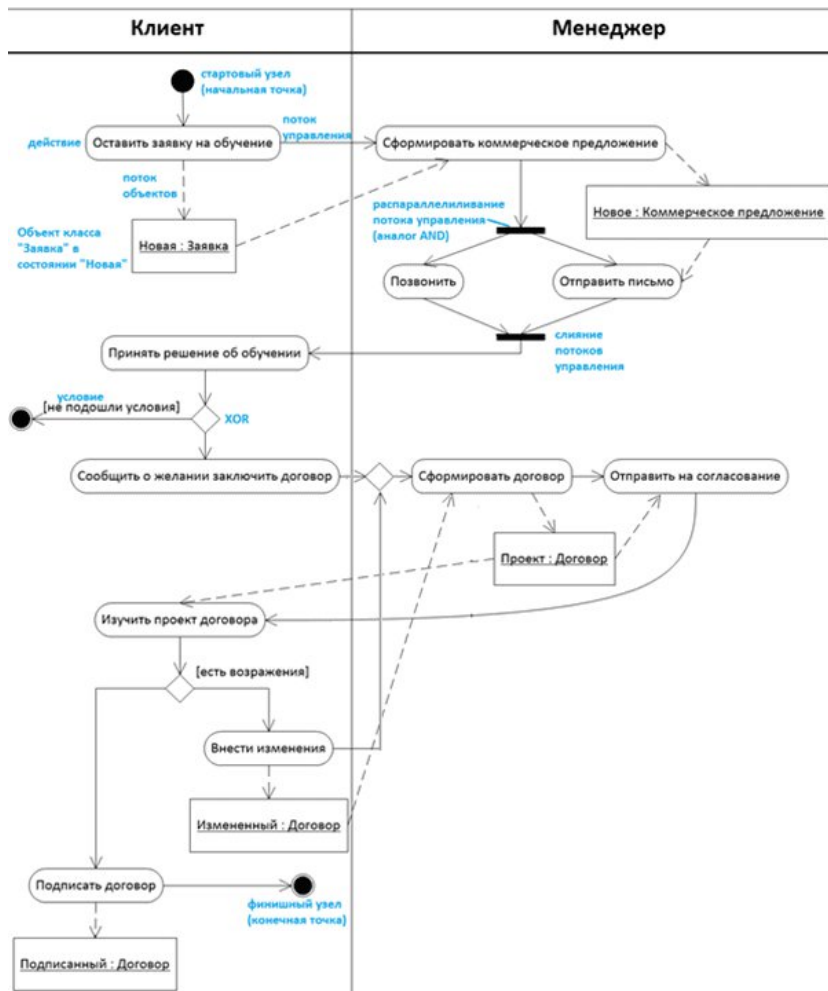 Клиент
Менеджер
стартовый узел
(начальная точка)
действие
Оставить заявку на обучение
поток
управления
Сформировать коммерческое предложение
поток
объектов
Объект класса
"Заявка" в
состоянии "Новая"
Новая : Заявка
распараллелиливание
потока управления
(аналог AND)
Новое : Коммерческое предложение
Позвонить
Отправить письмо
Принять решение об обучении
слияние
потоков
управления
условие
[не подошли условия]
XOR
Сообщить о желании заключить договор
Сформировать договор
Отправить на согласование
Проект : Договор
Изучить проект договора
[есть возражения]
Внести изменения
Измененный : Договор
Подписать договор
финишный узел
(конечная точка)
Подписанный : Договор